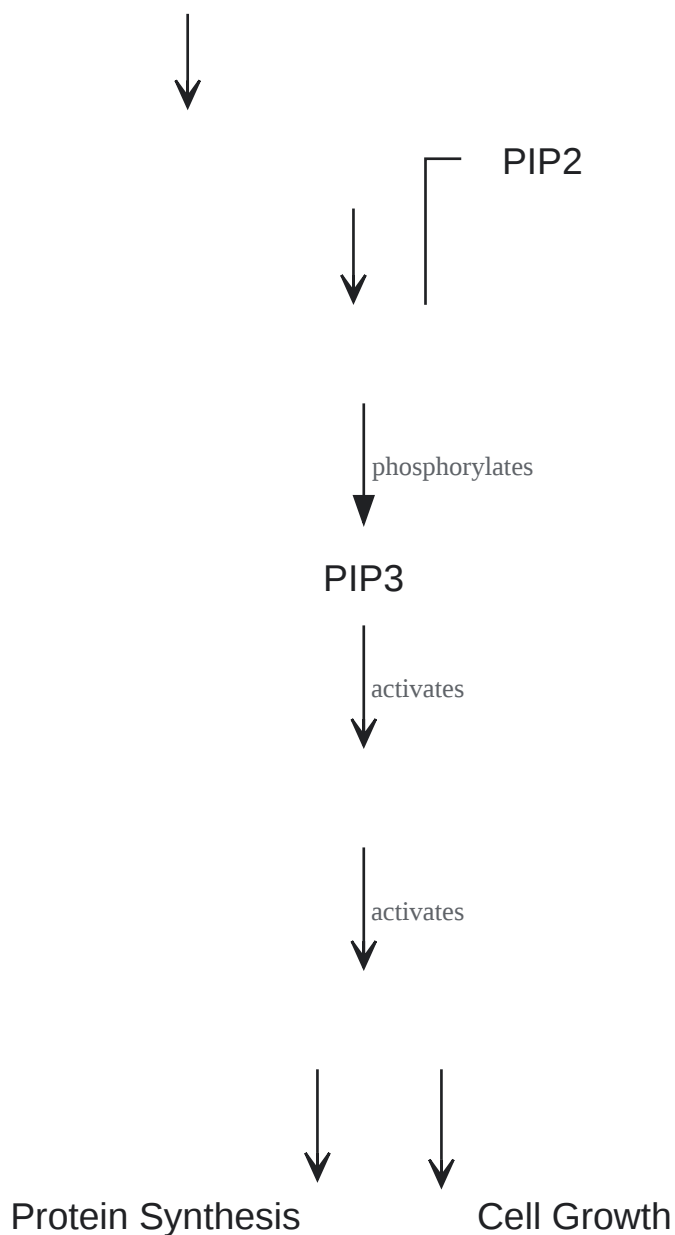 PIP2
phosphorylates
PIP3
activates
activates
Protein Synthesis
Cell Growth